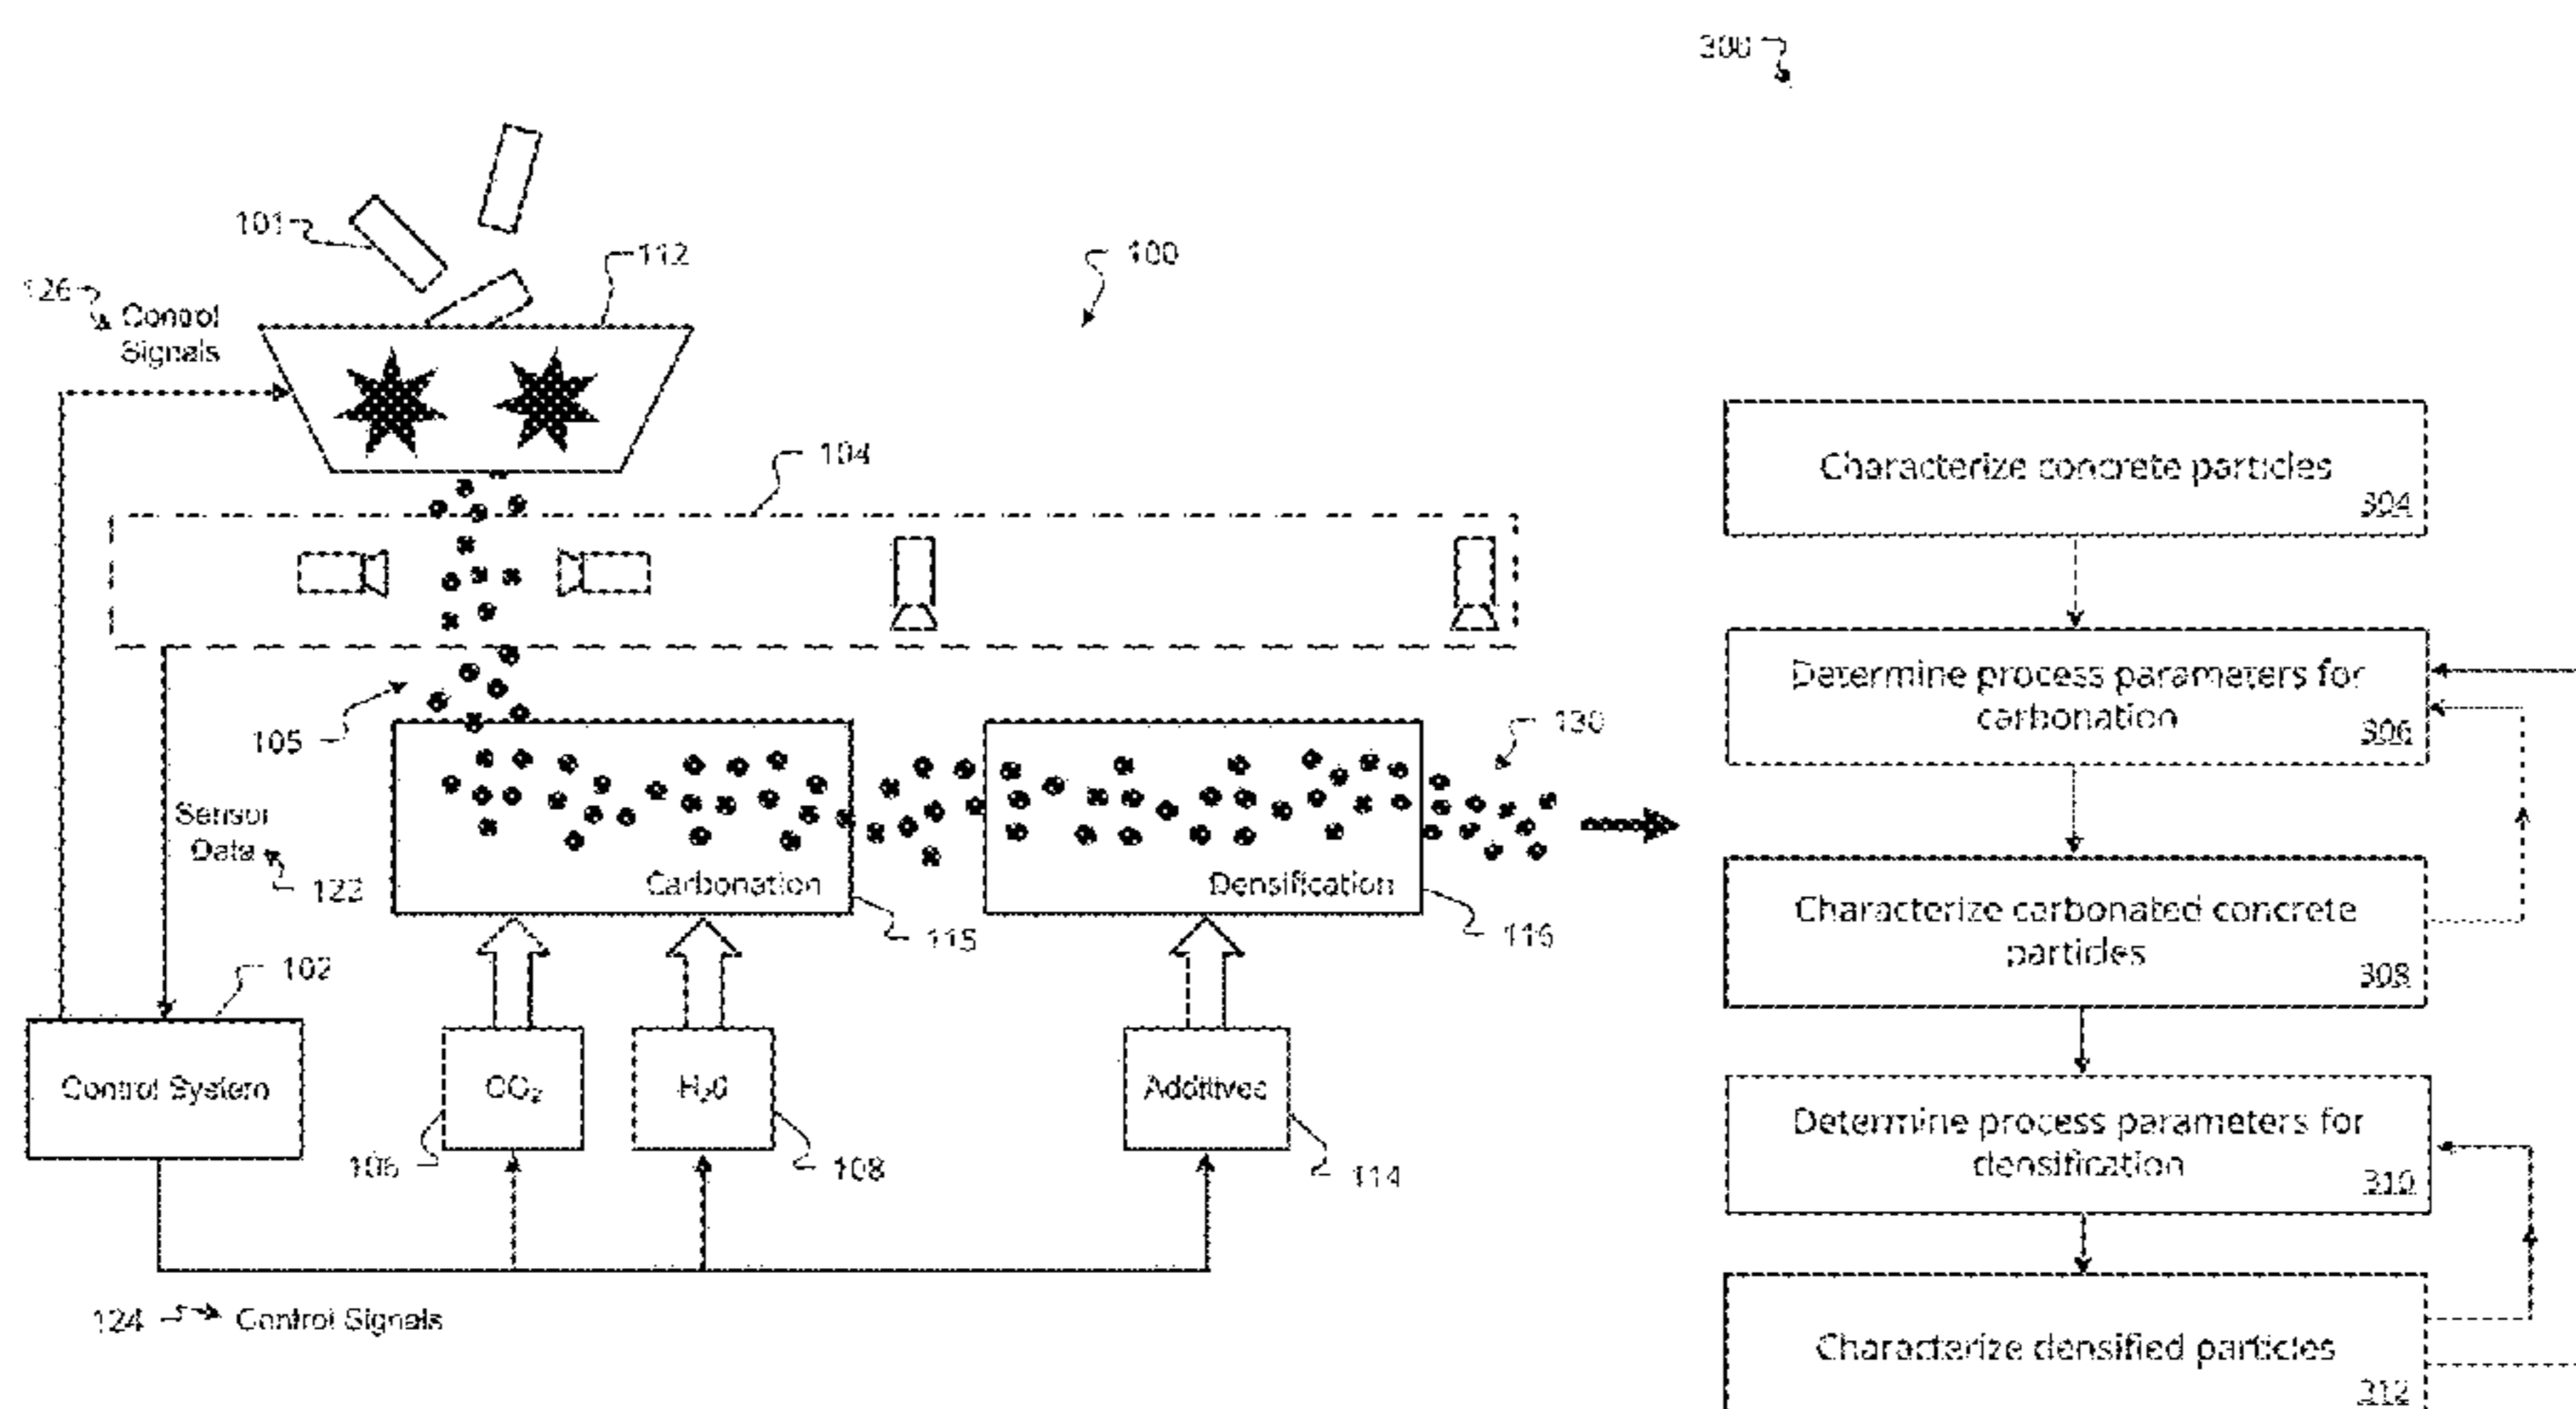 300
101
112
100
126
Control
Signals
104
105
130
Sensor
Data
122
Carbonation
Densification
115
116
102
Control System
CO₂
H₂0
Additives
106
108
114
124
Control Signals
Characterize concrete particles
304
Determine process parameters for
carbonation
306
Characterize carbonated concrete
particles
308
Determine process parameters for
densification
310
Characterize densified particles
312